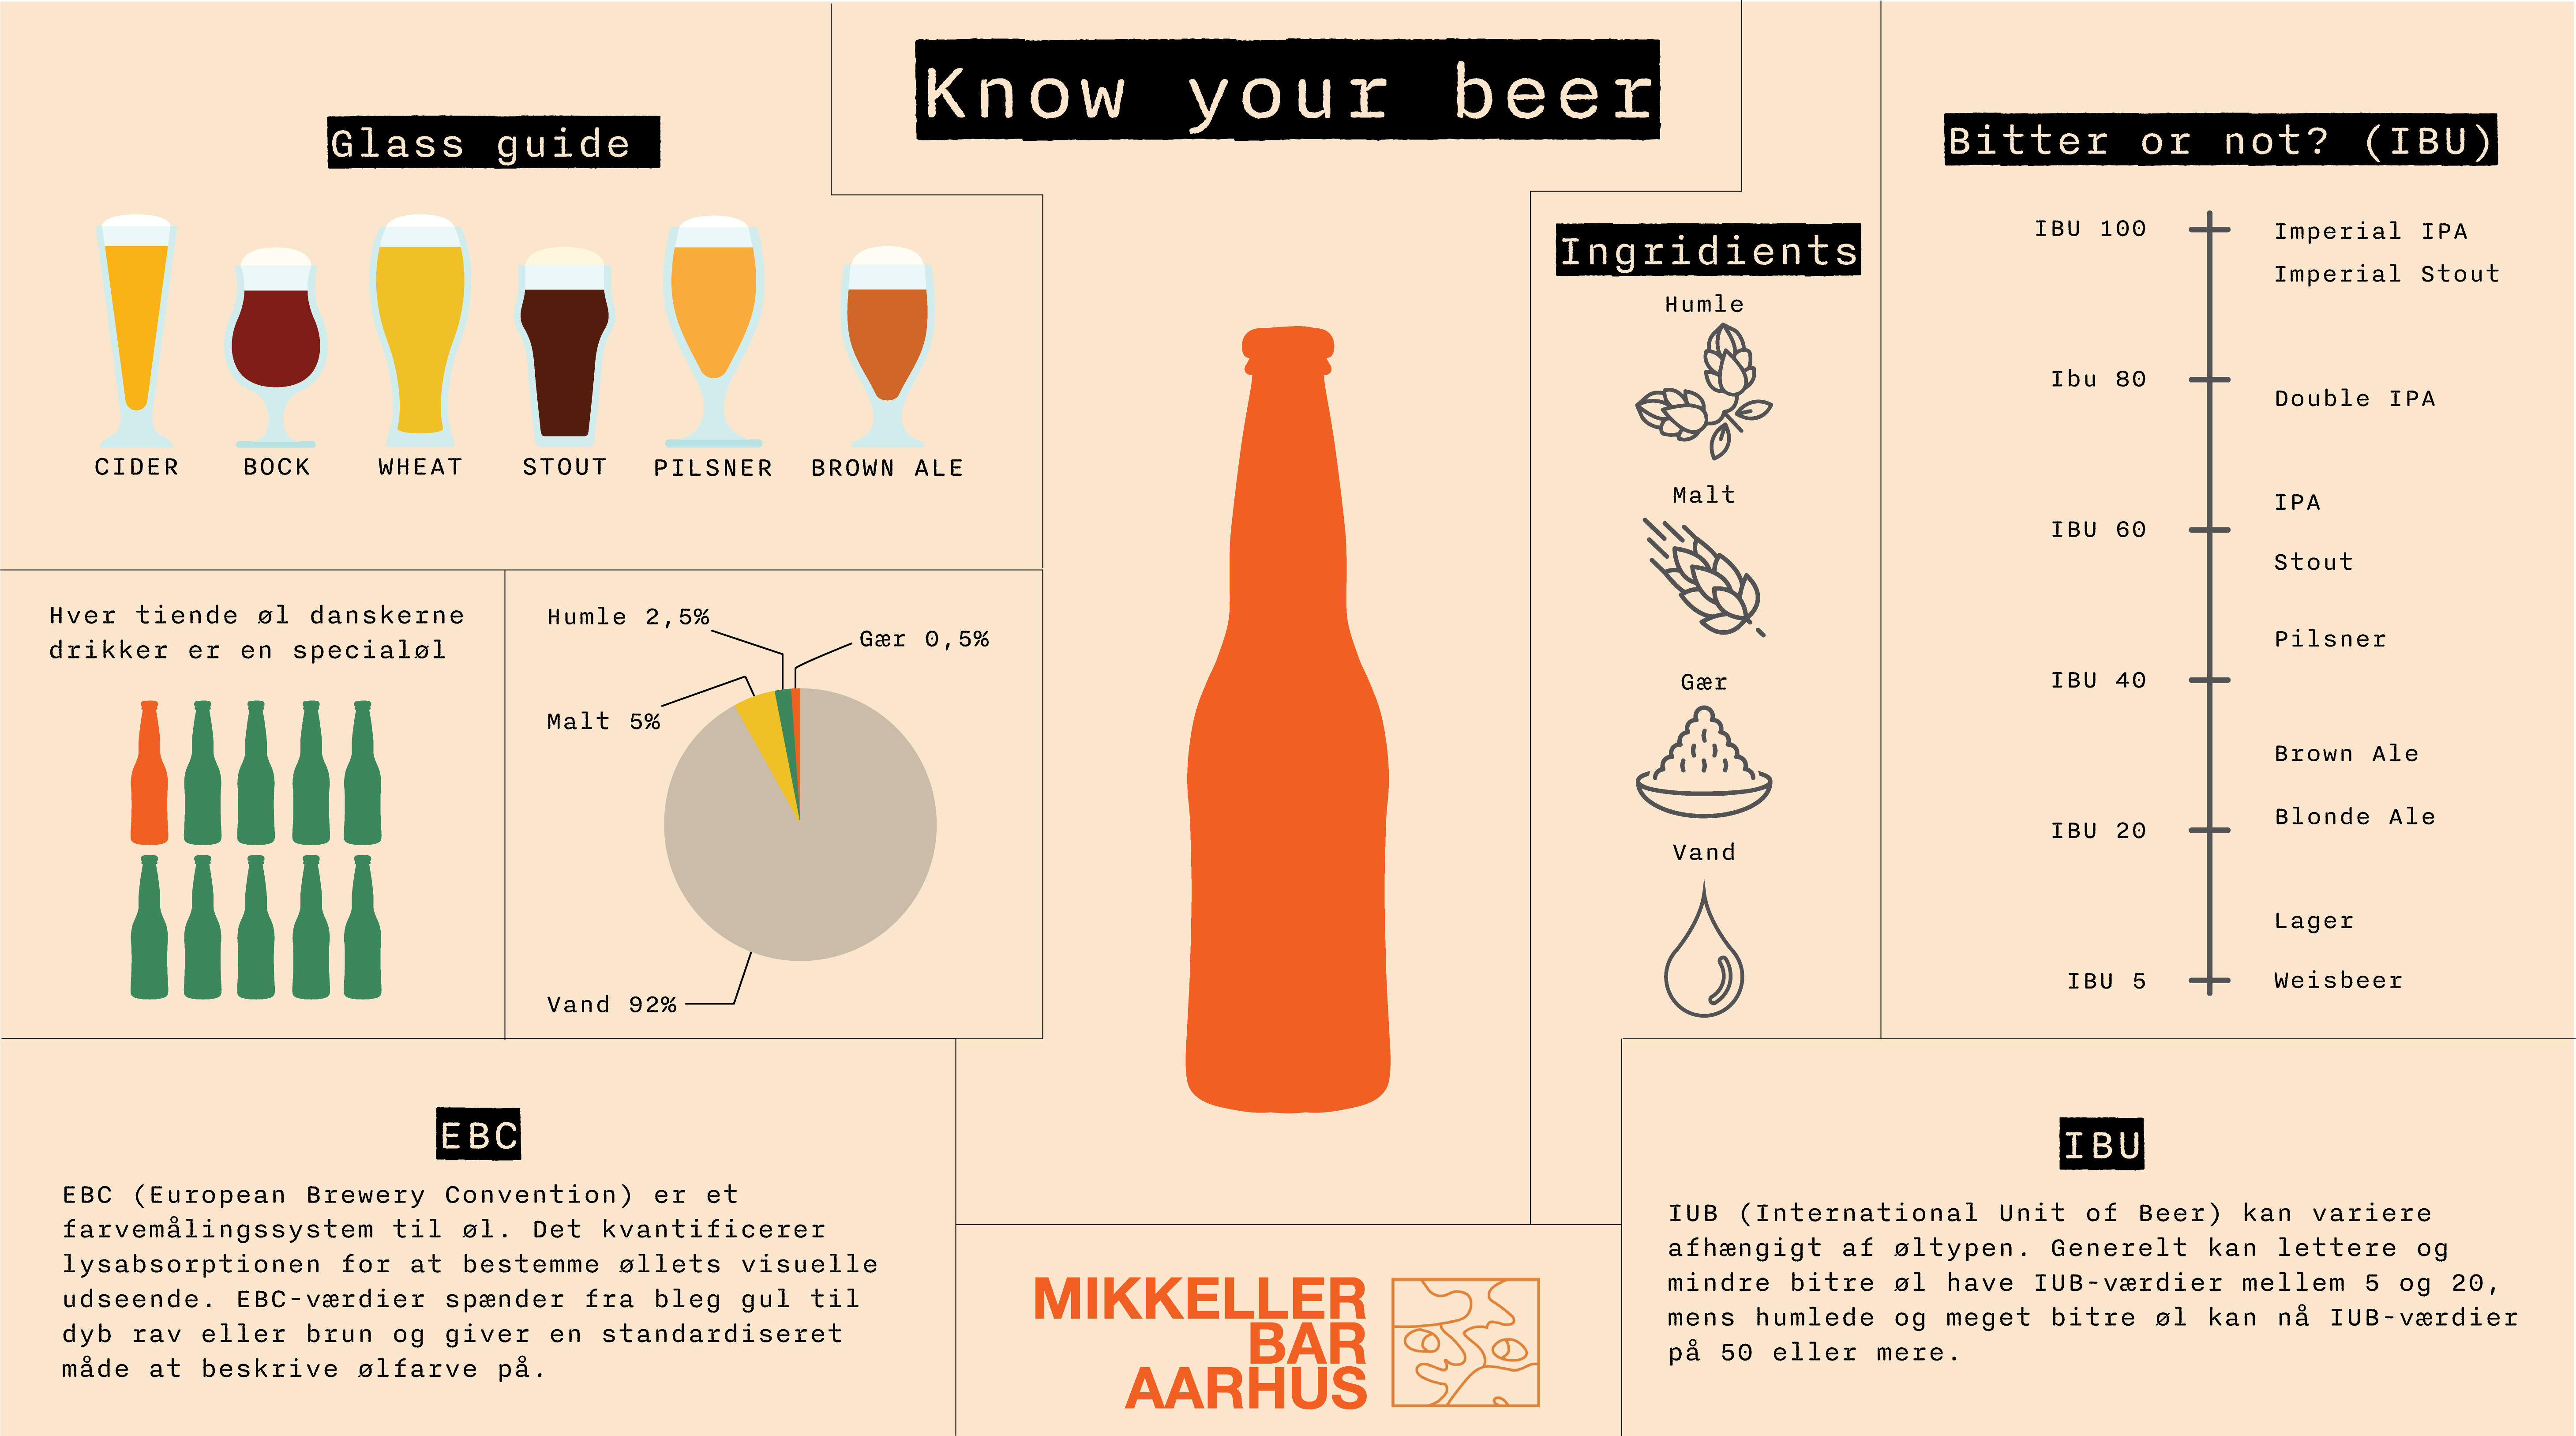 Know your beer
Glass guide
CIDER
BOCK
WHEAT
STOUT
PILSNER
BROWN ALE
Hver tiende øl danskerne
drikker er en specialøl
Humle 2,5%
Gær 0,5%
Malt 5%
Vand 92%
Ingridients
Humle
Malt
Gær
Vand
Bitter or not? (IBU)
IBU 100
Imperial IPA
Imperial Stout
Ibu 80
Double IPA
IPA
IBU 60
Stout
Pilsner
IBU 40
Brown Ale
Blonde Ale
IBU 20
Lager
IBU 5
Weisbeer
EBC
EBC (European Brewery Convention) er et
farvemålingssystem til øl. Det kvantificerer
lysabsorptionen for at bestemme øllets visuelle
udseende. EBC-værdier spænder fra bleg gul til
dyb rav eller brun og giver en standardiseret
måde at beskrive ølfarve på.
MIKKELLER
BAR
AARHUS
IBU
IUB (International Unit of Beer) kan variere
afhængigt af øltypen. Generelt kan lettere og
mindre bitre øl have IUB-værdier mellem 5 og 20,
mens humlede og meget bitre øl kan nå IUB-værdier
på 50 eller mere.